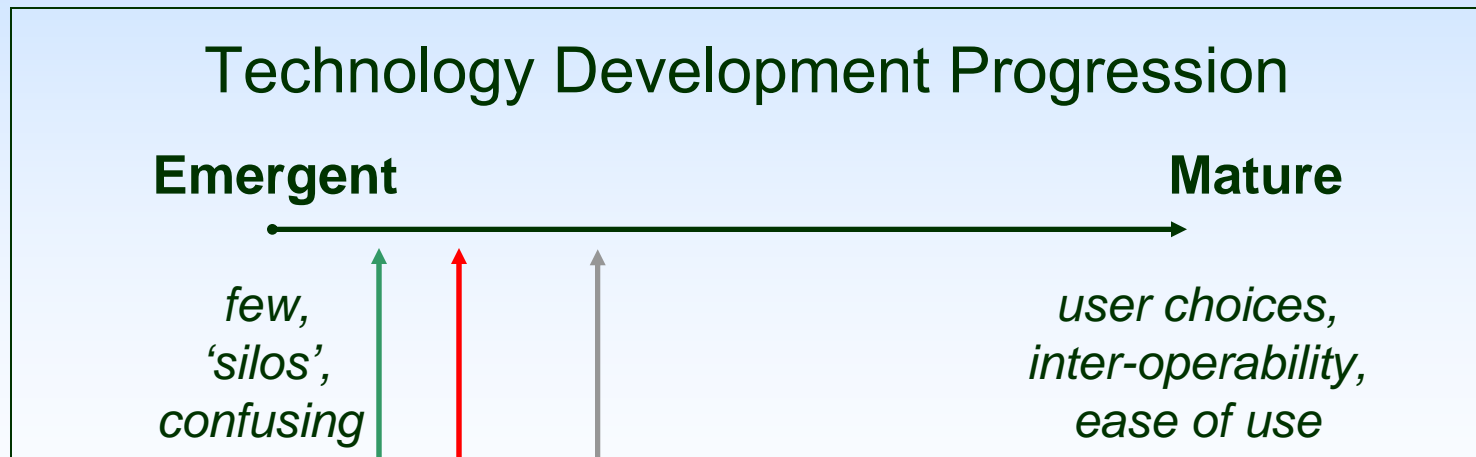 Technology Development Progression
Emergent
Mature
few,
‘silos’,
confusing
user choices,
inter-operability,
ease of use